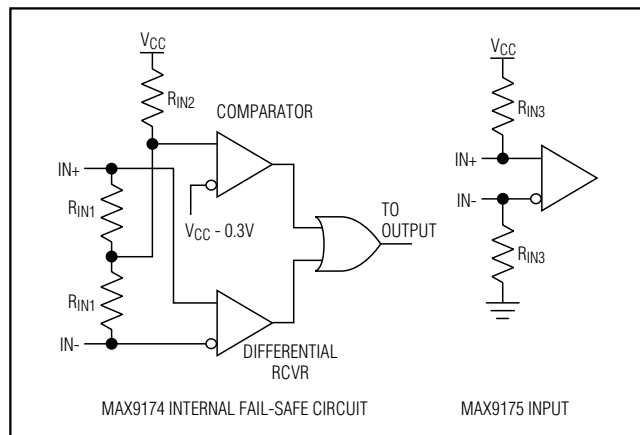 VCC
RIN2
COMPARATOR
IN+
RIN1
VCC - 0.3V
TO
OUTPUT
RIN1
IN-
DIFFERENTIAL
RCVR
MAX9174 INTERNAL FAIL-SAFE CIRCUIT
VCC
RIN3
IN+
IN-
RIN3
MAX9175 INPUT